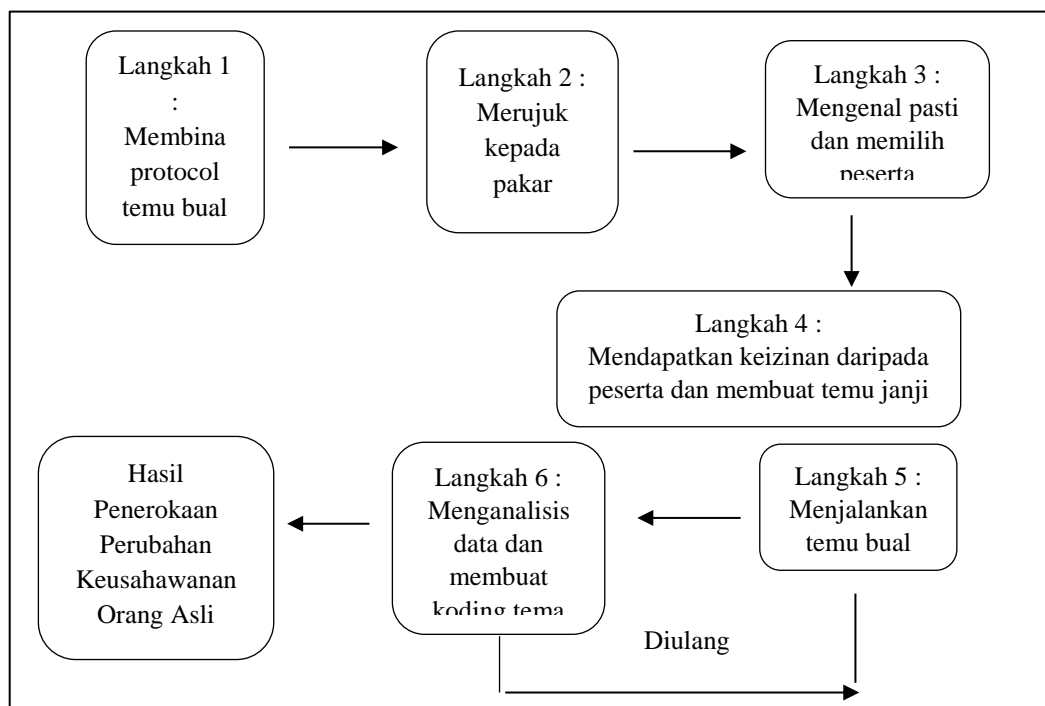 Langkah 1
:
Membina
protocol
temu bual
Langkah 2 :
Merujuk
kepada
pakar
Langkah 3 :
Mengenal pasti
dan memilih
peserta
Langkah 4 :
Mendapatkan keizinan daripada
peserta dan membuat temu janji
Langkah 5 :
Menjalankan
temu bual
Langkah 6 :
Menganalisis
data dan
membuat
koding tema
Hasil
Penerokaan
Perubahan
Keusahawanan
Orang Asli
Diulang